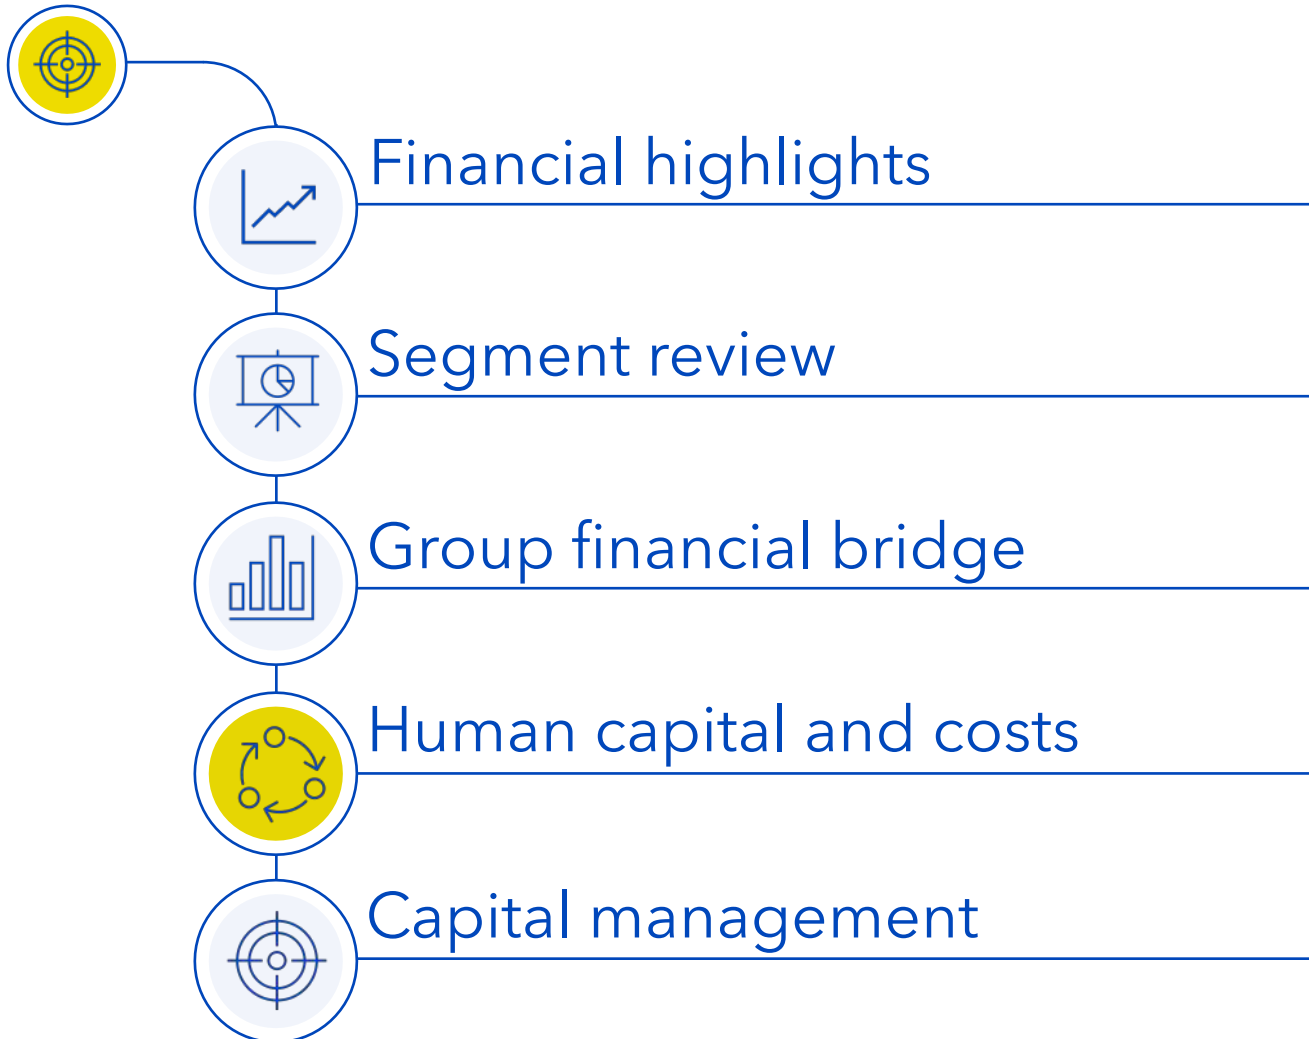 Financial highlights
Segment review
Group financial bridge
Human capital and costs
Capital management